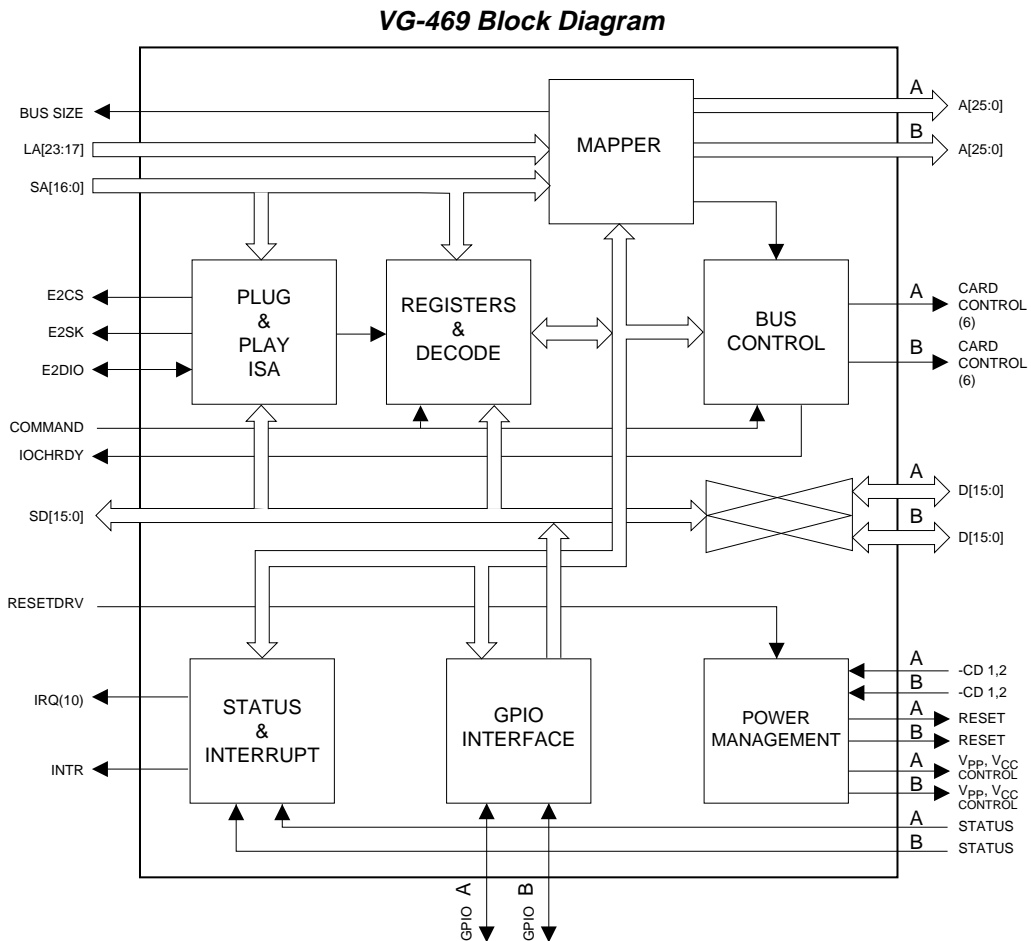 VG-469 Block Diagram
BUS SIZE
LA[23:17]
SA[16:0]
MAPPER
A
A[25:0]
B
A[25:0]
E2CS
E2SK
E2DIO
PLUG
&
PLAY
ISA
REGISTERS
&
DECODE
BUS
CONTROL
A
CARD
CONTROL
(6)
B
CARD
CONTROL
(6)
COMMAND
IOCHRDY
SD[15:0]
A
D[15:0]
B
D[15:0]
RESETDRV
IRQ(10)
INTR
STATUS
&
INTERRUPT
GPIO
INTERFACE
POWER
MANAGEMENT
A
-CD 1,2
B
-CD 1,2
A
RESET
B
RESET
A
VPP, VCC
CONTROL
B
VPP, VCC
CONTROL
A
STATUS
B
STATUS
GPIO A
GPIO B